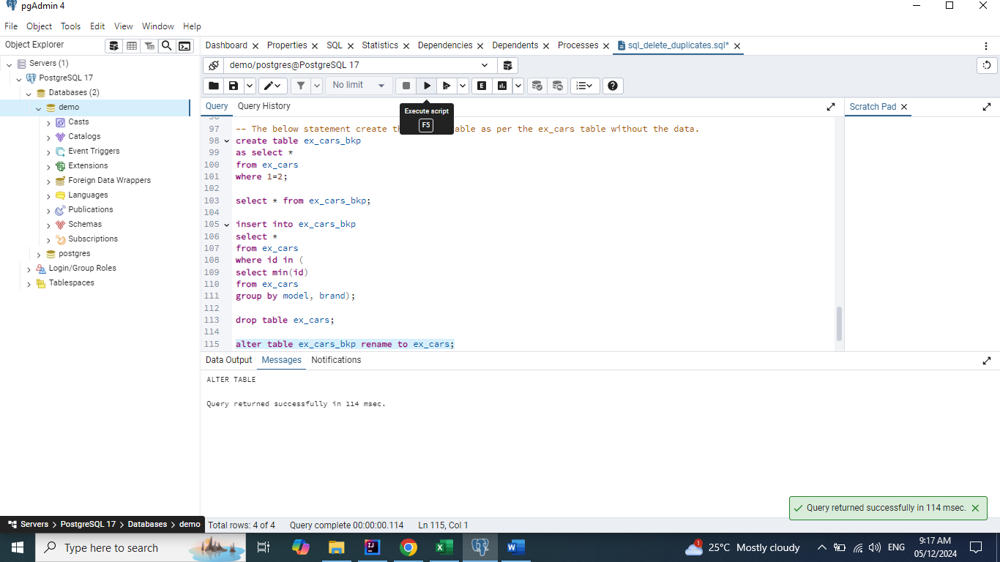 pgAdmin 4
File Object Tools Edit View Window Help
Object Explorer
Servers (1)
PostgreSQL 17
Databases (2)
demo
Casts
Catalogs
Event Triggers
Extensions
Foreign Data Wrappers
Languages
Publications
Schemas
Subscriptions
postgres
Login/Group Roles
Tablespaces
Dashboard Properties SQL Statistics Dependencies Dependents Processes sql_delete_duplicates.sql*
demo/postgres@PostgreSQL 17
No limit
Query Query History
Execute script
F5
Scratch Pad
96
97 -- The below statement create th able as per the ex_cars table without the data.
98 create table ex_cars_bkp
99 as select *
100 from ex_cars
101 where 1=2;
102
103 select * from ex_cars_bkp;
104
105 insert into ex_cars_bkp
106 select *
107 from ex_cars
108 where id in (
109 select min(id)
110 from ex_cars
111 group by model, brand);
112
113 drop table ex_cars;
114
115 alter table ex_cars_bkp rename to ex_cars;
Data Output Messages Notifications
ALTER TABLE
Query returned successfully in 114 msec.
Query returned successfully in 114 msec.
Servers > PostgreSQL 17 > Databases > demo
Total rows: 4 of 4 Query complete 00:00:00.114 Ln 115, Col 1
Type here to search
1
25°C Mostly cloudy
ENG
9:17 AM
05/12/2024